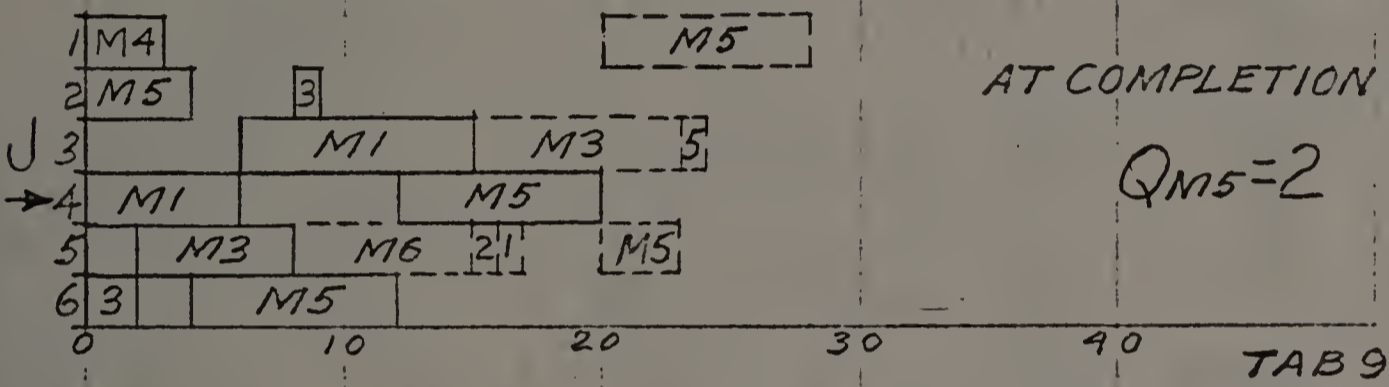 1 M4 M5
AT COMPLETION
2 M5 3
J 3 M1 M3 5
QM5=2
→4 M1 M5
5 M3 M6 2 1 M5
6 3 M5
0 10 20 30 40
TAB 9